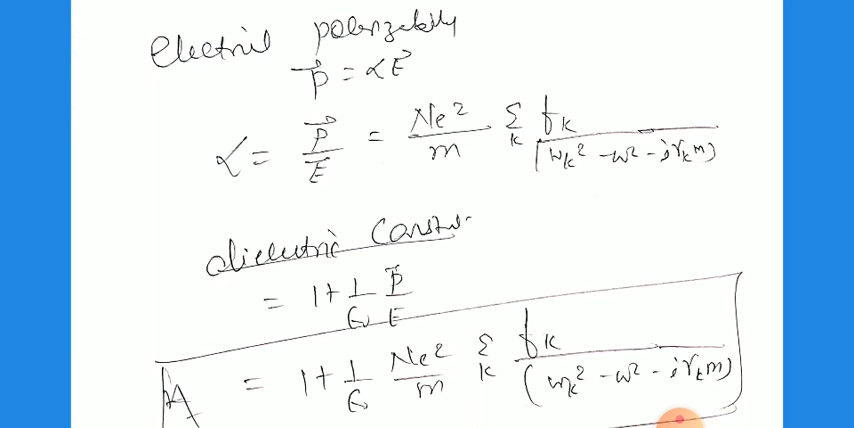 Electric polarizability
p⃗ = αE⃗
α = P⃗/E = Ne²/m Σ_k f_k/(ω_k² - ω² - iγ_k m)
dielectric Const.
= 1 + 1/ε₀ P⃗/E
= 1 + 1/ε₀ Ne²/m Σ_k f_k/(ω_k² - ω² - iγ_k m)